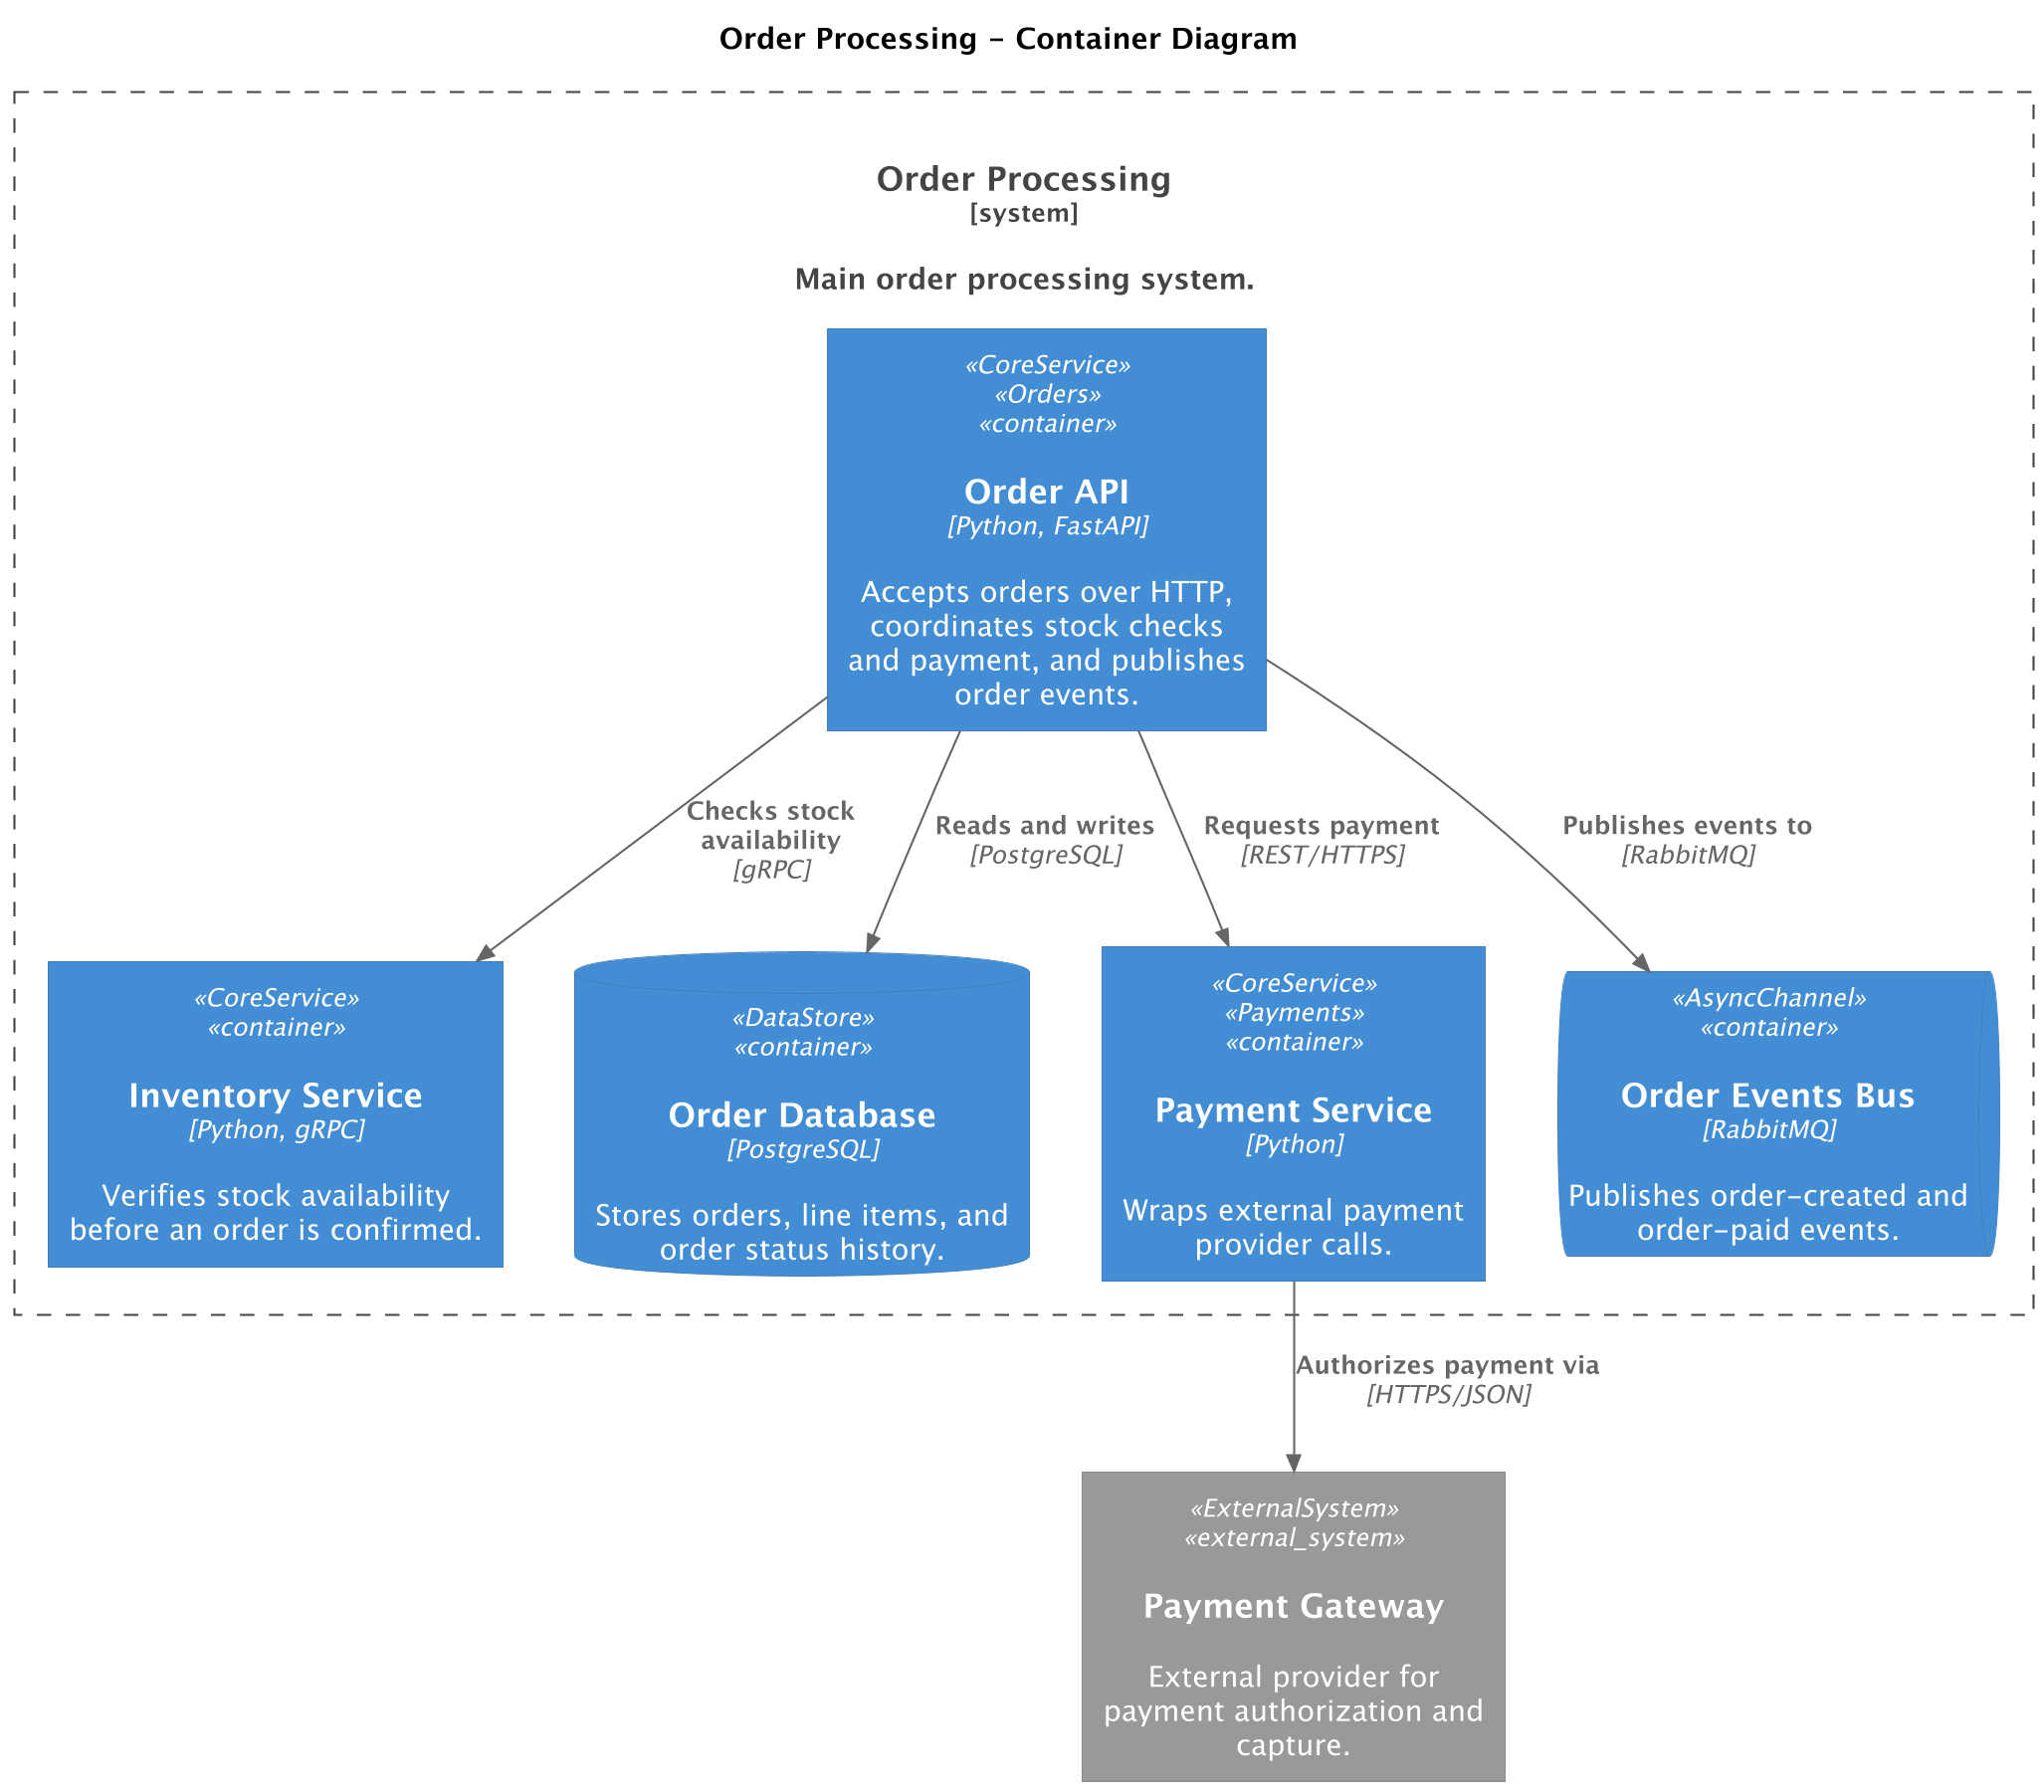 Order Processing – Container Diagram
Order Processing
[system]
Main order processing system.
«CoreService»
«Orders»
«container»
Order API
[Python, FastAPI]
Accepts orders over HTTP,
coordinates stock checks
and payment, and publishes
order events.
Checks stock
availability
[gRPC]
Reads and writes
[PostgreSQL]
Requests payment
[REST/HTTPS]
Publishes events to
[RabbitMQ]
«CoreService»
«container»
Inventory Service
[Python, gRPC]
Verifies stock availability
before an order is confirmed.
«DataStore»
«container»
Order Database
[PostgreSQL]
Stores orders, line items, and
order status history.
«CoreService»
«Payments»
«container»
Payment Service
[Python]
Wraps external payment
provider calls.
«AsyncChannel»
«container»
Order Events Bus
[RabbitMQ]
Publishes order-created and
order-paid events.
Authorizes payment via
[HTTPS/JSON]
«ExternalSystem»
«external_system»
Payment Gateway
External provider for
payment authorization and
capture.